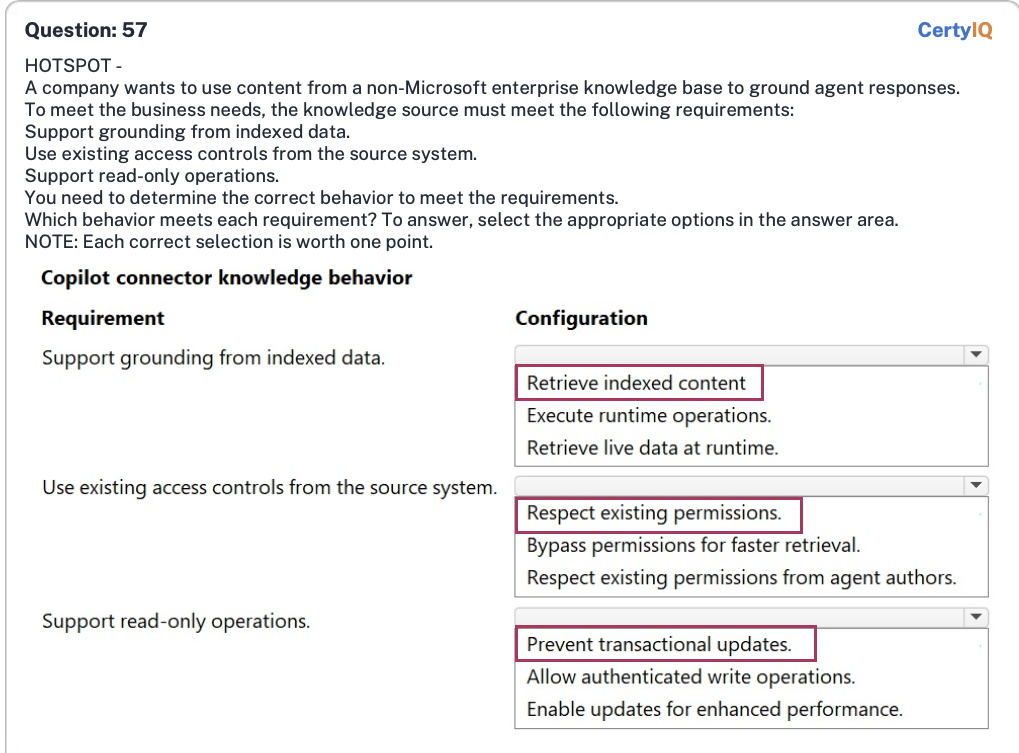 Question: 57
CertyIQ
HOTSPOT -
A company wants to use content from a non-Microsoft enterprise knowledge base to ground agent responses.
To meet the business needs, the knowledge source must meet the following requirements:
Support grounding from indexed data.
Use existing access controls from the source system.
Support read-only operations.
You need to determine the correct behavior to meet the requirements.
Which behavior meets each requirement? To answer, select the appropriate options in the answer area.
NOTE: Each correct selection is worth one point.
Copilot connector knowledge behavior
Requirement
Configuration
Support grounding from indexed data.
Retrieve indexed content
Execute runtime operations.
Retrieve live data at runtime.
Use existing access controls from the source system.
Respect existing permissions.
Bypass permissions for faster retrieval.
Respect existing permissions from agent authors.
Support read-only operations.
Prevent transactional updates.
Allow authenticated write operations.
Enable updates for enhanced performance.